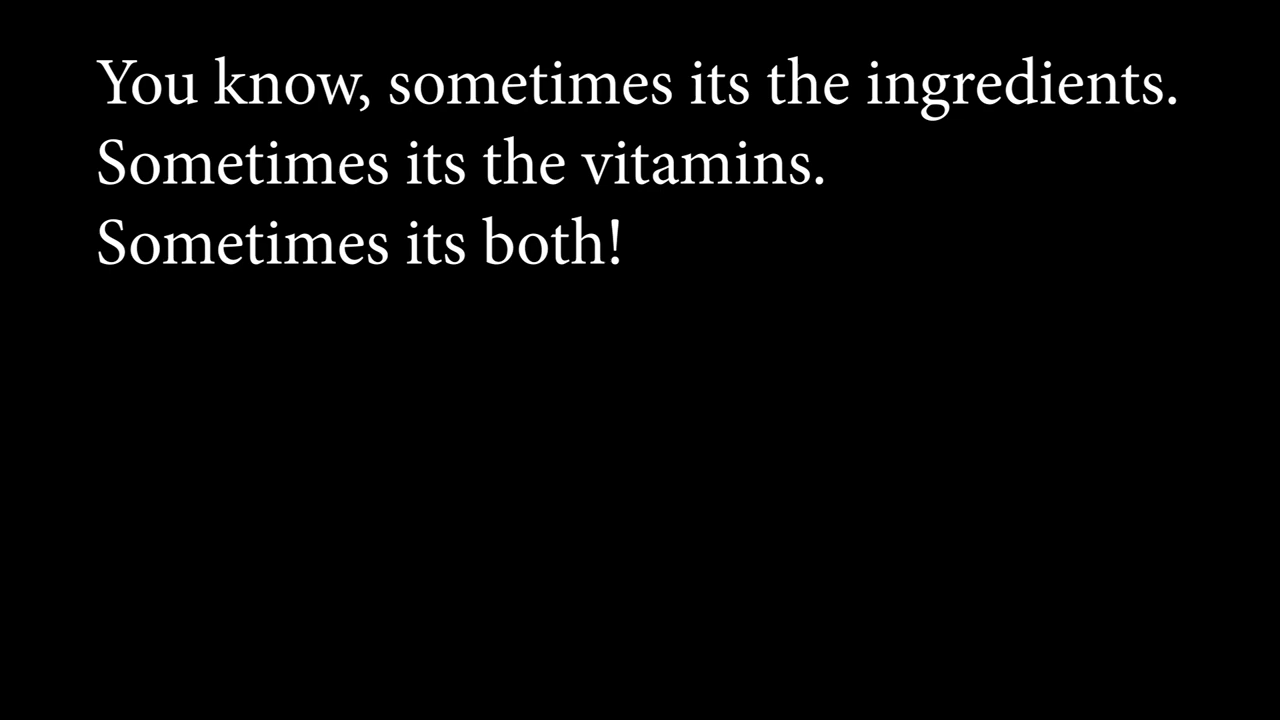 You know, sometimes its the ingredients.
Sometimes its the vitamins.
Sometimes its both!